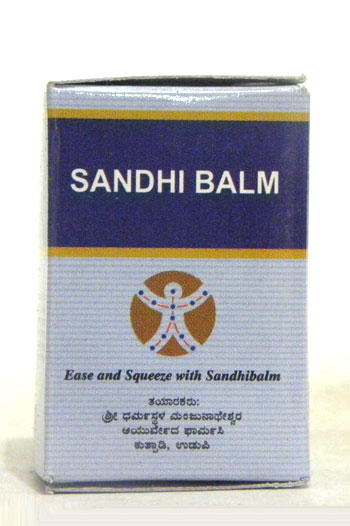 SANDHI BALM
Ease and Squeeze with Sandhibalm
ತಯಾರಕರು:
ಶ್ರೀ ಧರ್ಮಸ್ಥಳ ಮಂಜುನಾಥೇಶ್ವರ
ಆಯುರ್ವೇದ ಫಾರ್ಮಸಿ
ಕುತ್ಪಾಡಿ, ಉಡುಪಿ